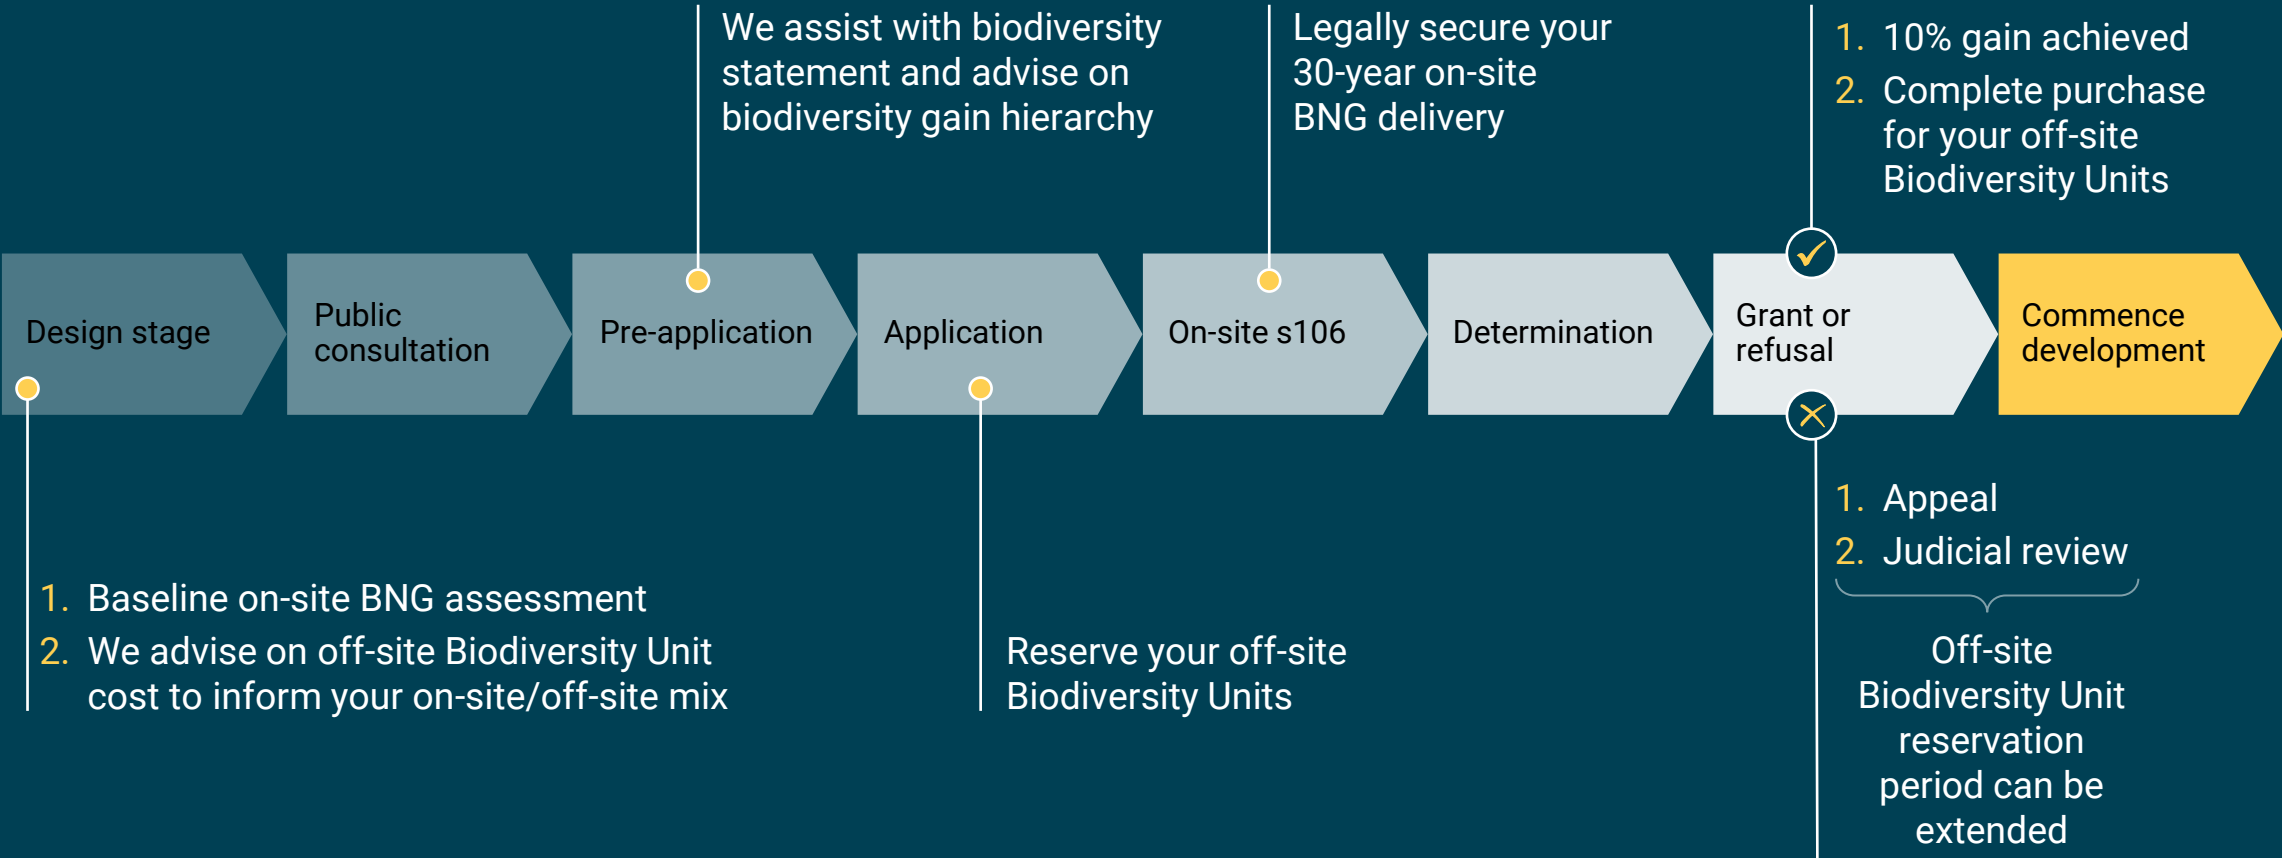 We assist with biodiversity
statement and advise on
biodiversity gain hierarchy
Legally secure your
30-year on-site
BNG delivery
1. 10% gain achieved
2. Complete purchase
for your off-site
Biodiversity Units
Design stage
Public
consultation
Pre-application
Application
On-site s106
Determination
Grant or
refusal
Commence
development
1. Baseline on-site BNG assessment
2. We advise on off-site Biodiversity Unit
cost to inform your on-site/off-site mix
Reserve your off-site
Biodiversity Units
1. Appeal
2. Judicial review
Off-site
Biodiversity Unit
reservation
period can be
extended